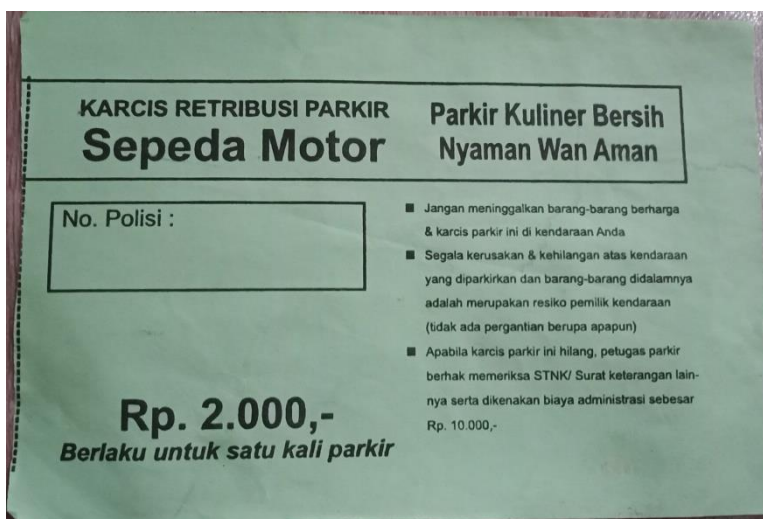 KARCIS RETRIBUSI PARKIR
Sepeda Motor
Parkir Kuliner Bersih
Nyaman Wan Aman
No. Polisi :
Rp. 2.000,-
Berlaku untuk satu kali parkir
■ Jangan meninggalkan barang-barang berharga
& karcis parkir ini di kendaraan Anda
■ Segala kerusakan & kehilangan atas kendaraan
yang diparkirkan dan barang-barang didalamnya
adalah merupakan resiko pemilik kendaraan
(tidak ada pergantian berupa apapun)
■ Apabila karcis parkir ini hilang, petugas parkir
berhak memeriksa STNK/ Surat keterangan lain-
nya serta dikenakan biaya administrasi sebesar
Rp. 10.000,-